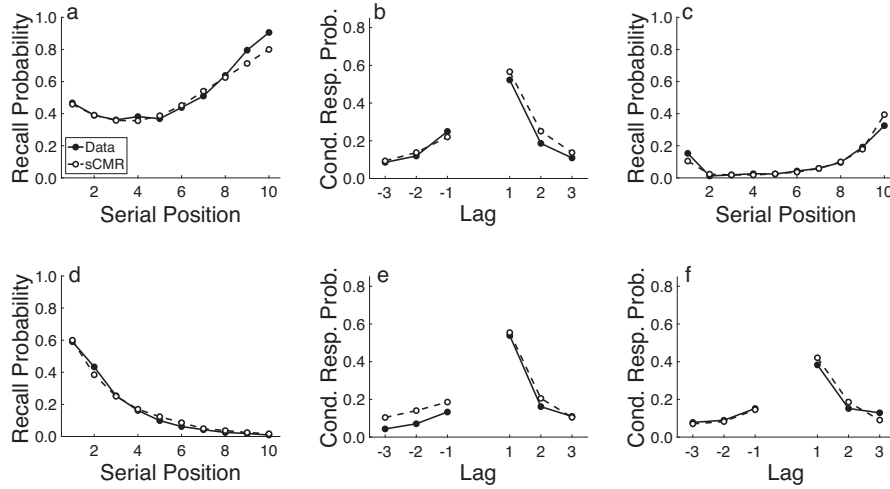 a
Recall Probability
1.0
0.8
0.6
0.4
0.2
0.0
Data
sCMR
2 4 6 8 10
Serial Position
b
Cond. Resp. Prob.
0.8
0.6
0.4
0.2
0.0
-3 -2 -1 1 2 3
Lag
c
Recall Probability
1.0
0.8
0.6
0.4
0.2
0.0
2 4 6 8 10
Serial Position
d
Recall Probability
1.0
0.8
0.6
0.4
0.2
0.0
2 4 6 8 10
Serial Position
e
Cond. Resp. Prob.
0.8
0.6
0.4
0.2
0.0
-3 -2 -1 1 2 3
Lag
f
Cond. Resp. Prob.
0.8
0.6
0.4
0.2
0.0
-3 -2 -1 1 2 3
Lag